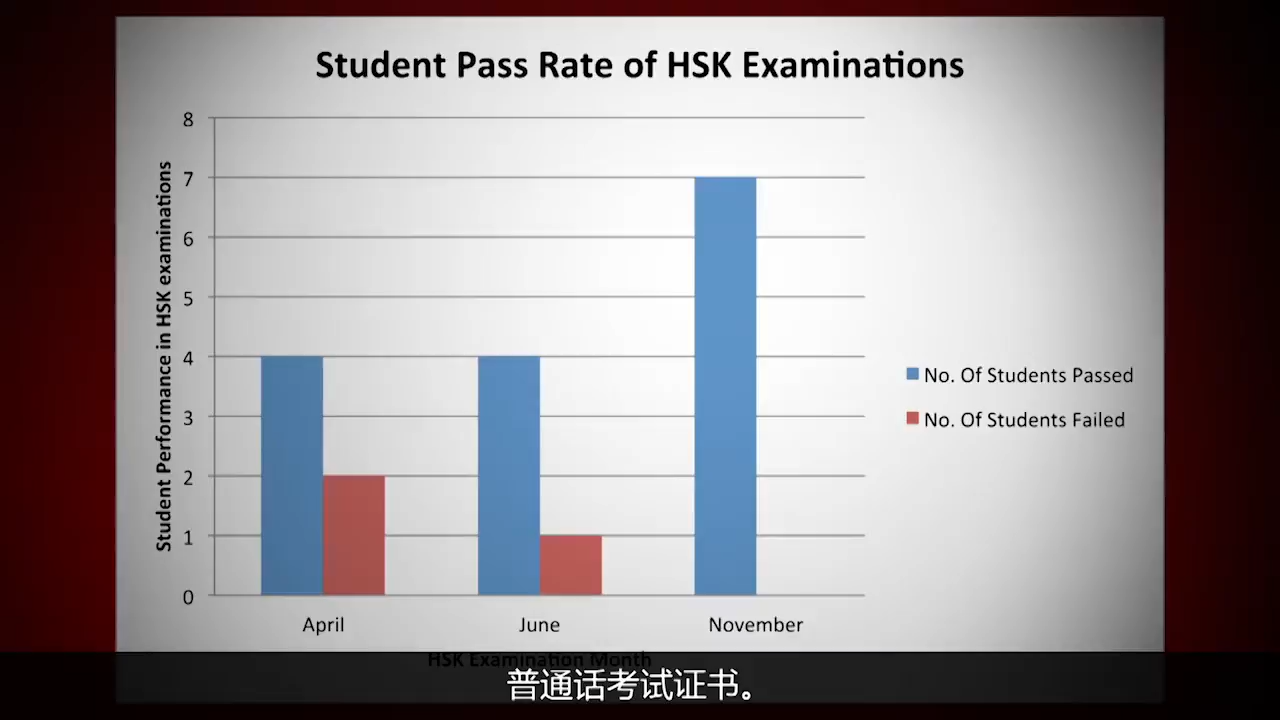 Student Pass Rate of HSK Examinations
Student Performance in HSK examinations
8
7
6
5
4
3
2
1
0
April
June
November
No. Of Students Passed
No. Of Students Failed
HSK Examination Month
普通话考试证书。